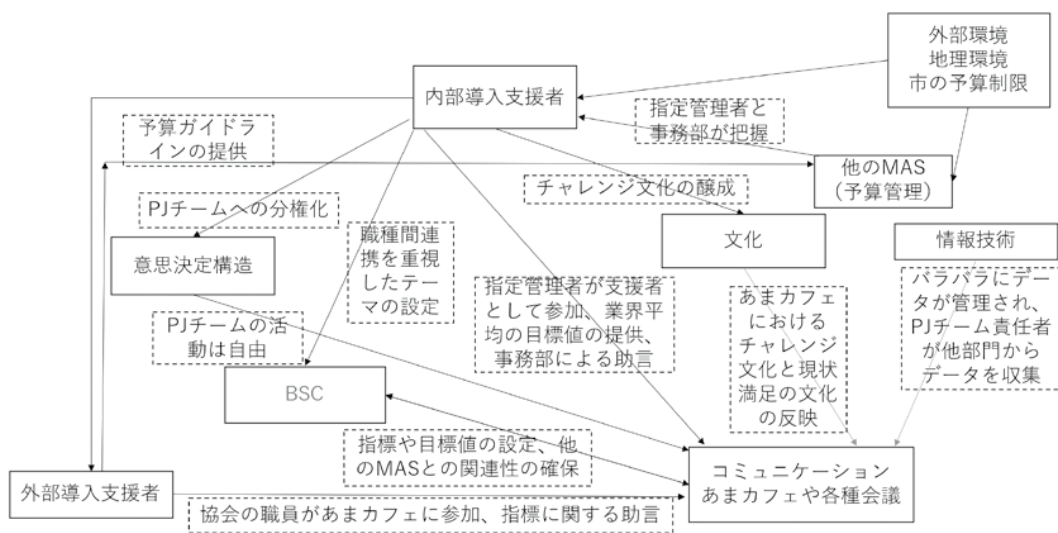 外部環境
地理環境
市の予算制限
内部導入支援者
指定管理者と
事務部が把握
予算ガイドラ
インの提供
他のMAS
（予算管理）
チャレンジ文化の醸成
PJチームへの分権化
文化
情報技術
職種間連
携を重視
したテー
マの設定
意思決定構造
指定管理者が支援者
として参加、業界平
均の目標値の提供、
事務部による助言
あまカフェ
における
チャレンジ
文化と現状
満足の文化
の反映
バラバラにデー
タが管理され、
PJチーム責任者
が他部門から
データを収集
PJチームの活
動は自由
BSC
指標や目標値の設定、他
のMASとの関連性の確保
コミュニケーション
あまカフェや各種会議
外部導入支援者
協会の職員があまカフェに参加、指標に関する助言